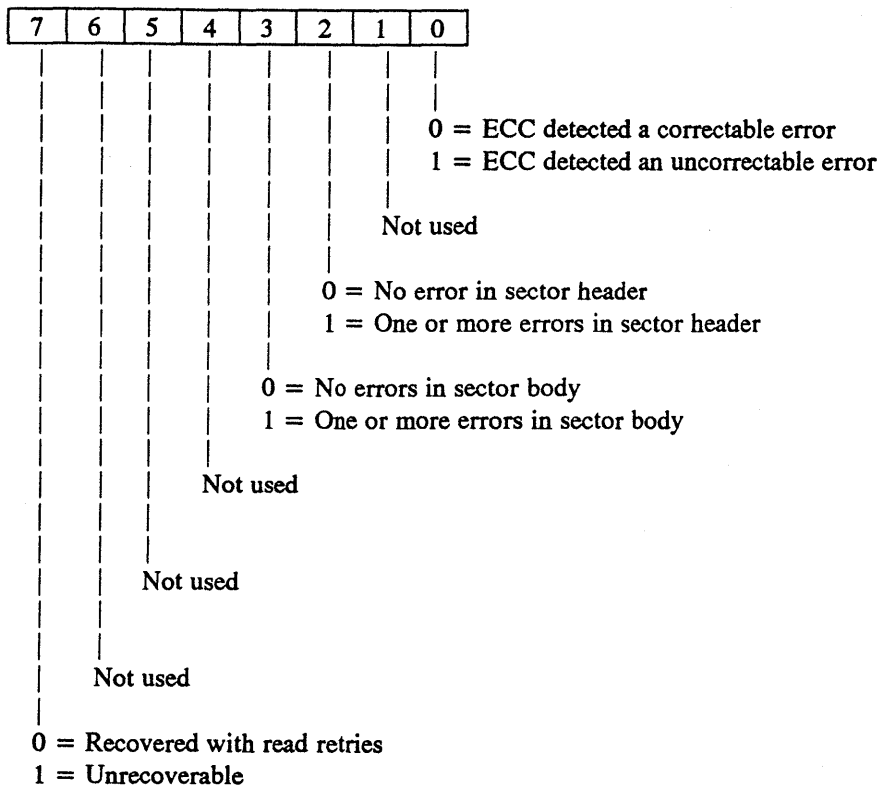 7 6 5 4 3 2 1 0
0 = ECC detected a correctable error
1 = ECC detected an uncorrectable error
Not used
0 = No error in sector header
1 = One or more errors in sector header
0 = No errors in sector body
1 = One or more errors in sector body
Not used
Not used
Not used
0 = Recovered with read retries
1 = Unrecoverable